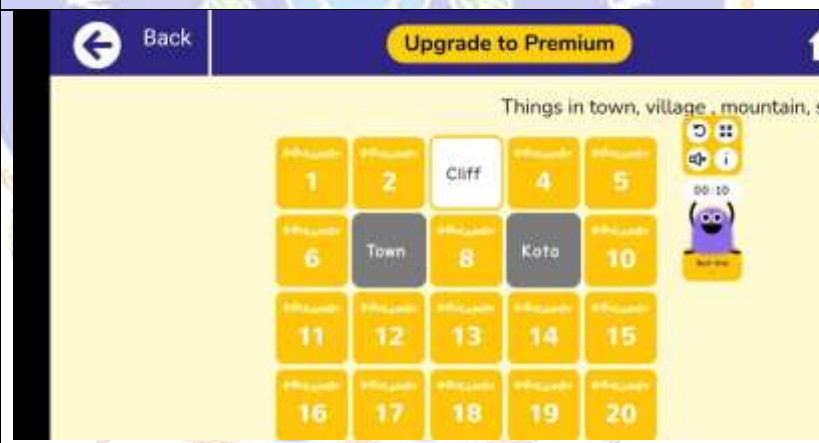 Back
Upgrade to Premium
Things in town, village , mountain,
1 2 Cliff 4 5
00:10
6 Town 8 Kota 10
11 12 13 14 15
16 17 18 19 20